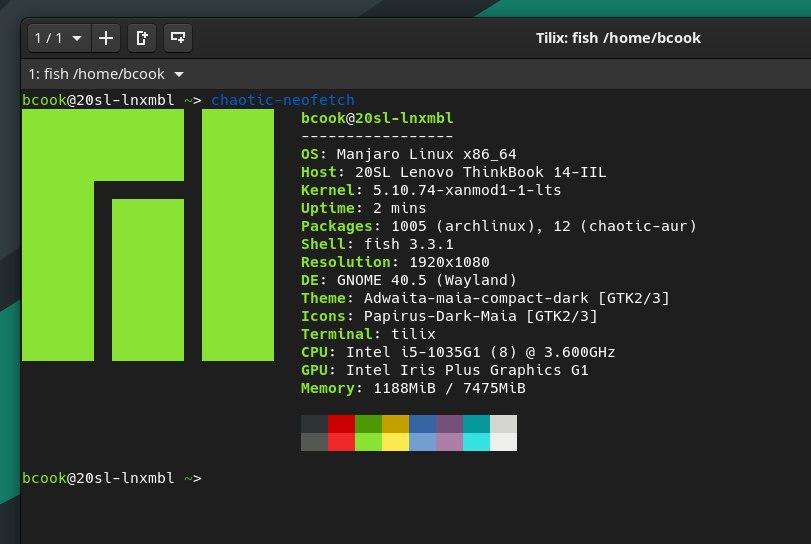 1 / 1
Tilix: fish /home/bcook
1: fish /home/bcook
bcook@20sl-lnxmbl ~> chaotic-neofetch
bcook@20sl-lnxmbl
-----------------
OS: Manjaro Linux x86_64
Host: 20SL Lenovo ThinkBook 14-IIL
Kernel: 5.10.74-xanmod1-1-lts
Uptime: 2 mins
Packages: 1005 (archlinux), 12 (chaotic-aur)
Shell: fish 3.3.1
Resolution: 1920x1080
DE: GNOME 40.5 (Wayland)
Theme: Adwaita-maia-compact-dark [GTK2/3]
Icons: Papirus-Dark-Maia [GTK2/3]
Terminal: tilix
CPU: Intel i5-1035G1 (8) @ 3.600GHz
GPU: Intel Iris Plus Graphics G1
Memory: 1188MiB / 7475MiB
bcook@20sl-lnxmbl ~>